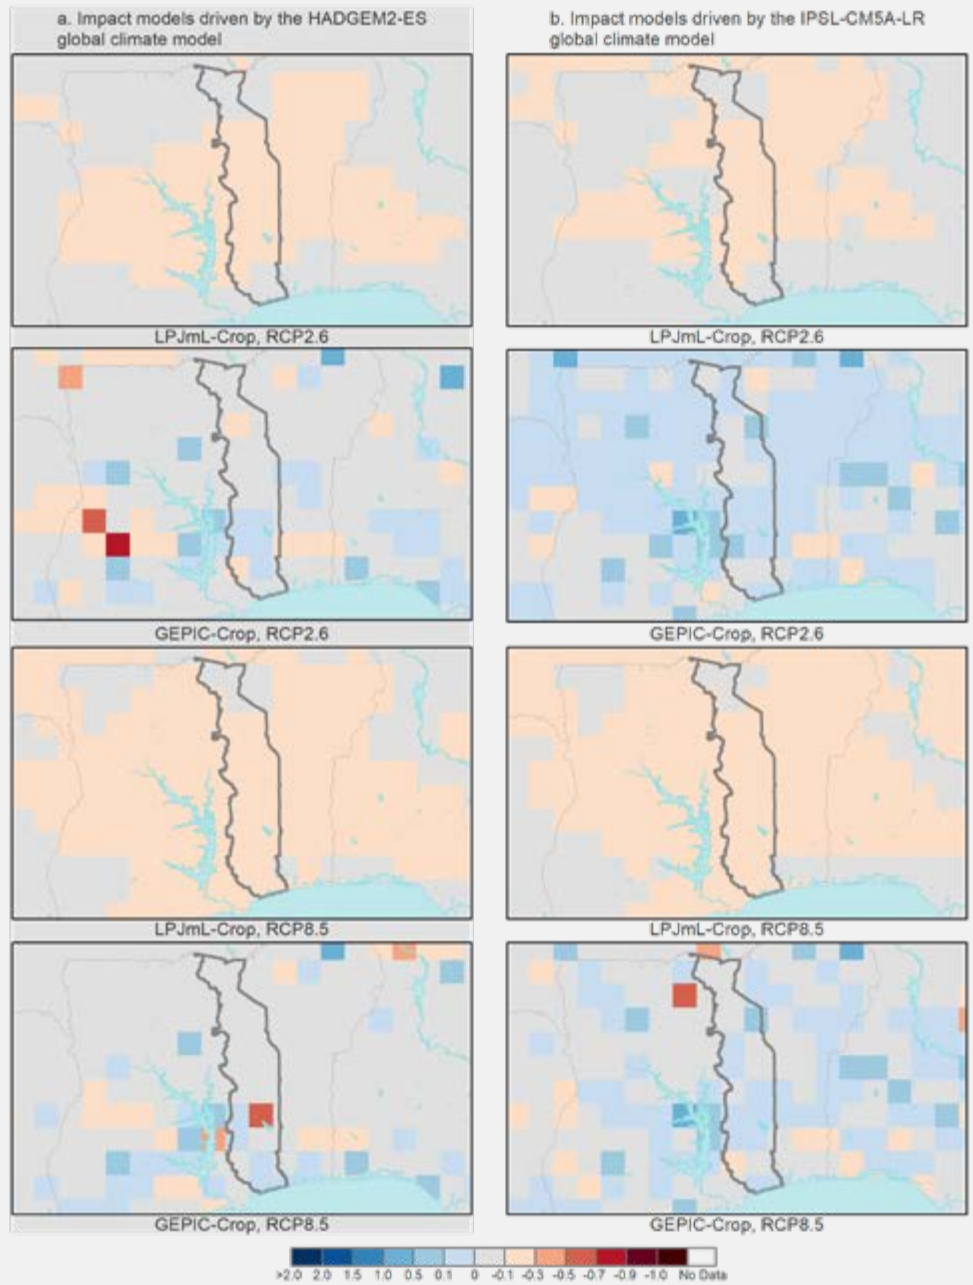 a. Impact models driven by the HADGEM2-ES
global climate model
b. Impact models driven by the IPSL-CM5A-LR
global climate model
LPJmL-Crop, RCP2.6
LPJmL-Crop, RCP2.6
GEPIC-Crop, RCP2.6
GEPIC-Crop, RCP2.6
LPJmL-Crop, RCP8.5
LPJmL-Crop, RCP8.5
GEPIC-Crop, RCP8.5
GEPIC-Crop, RCP8.5
>2.0 2.0 1.5 1.0 0.5 0.1 0 -0.1 -0.3 -0.5 -0.7 -0.9 -1.0 No Data